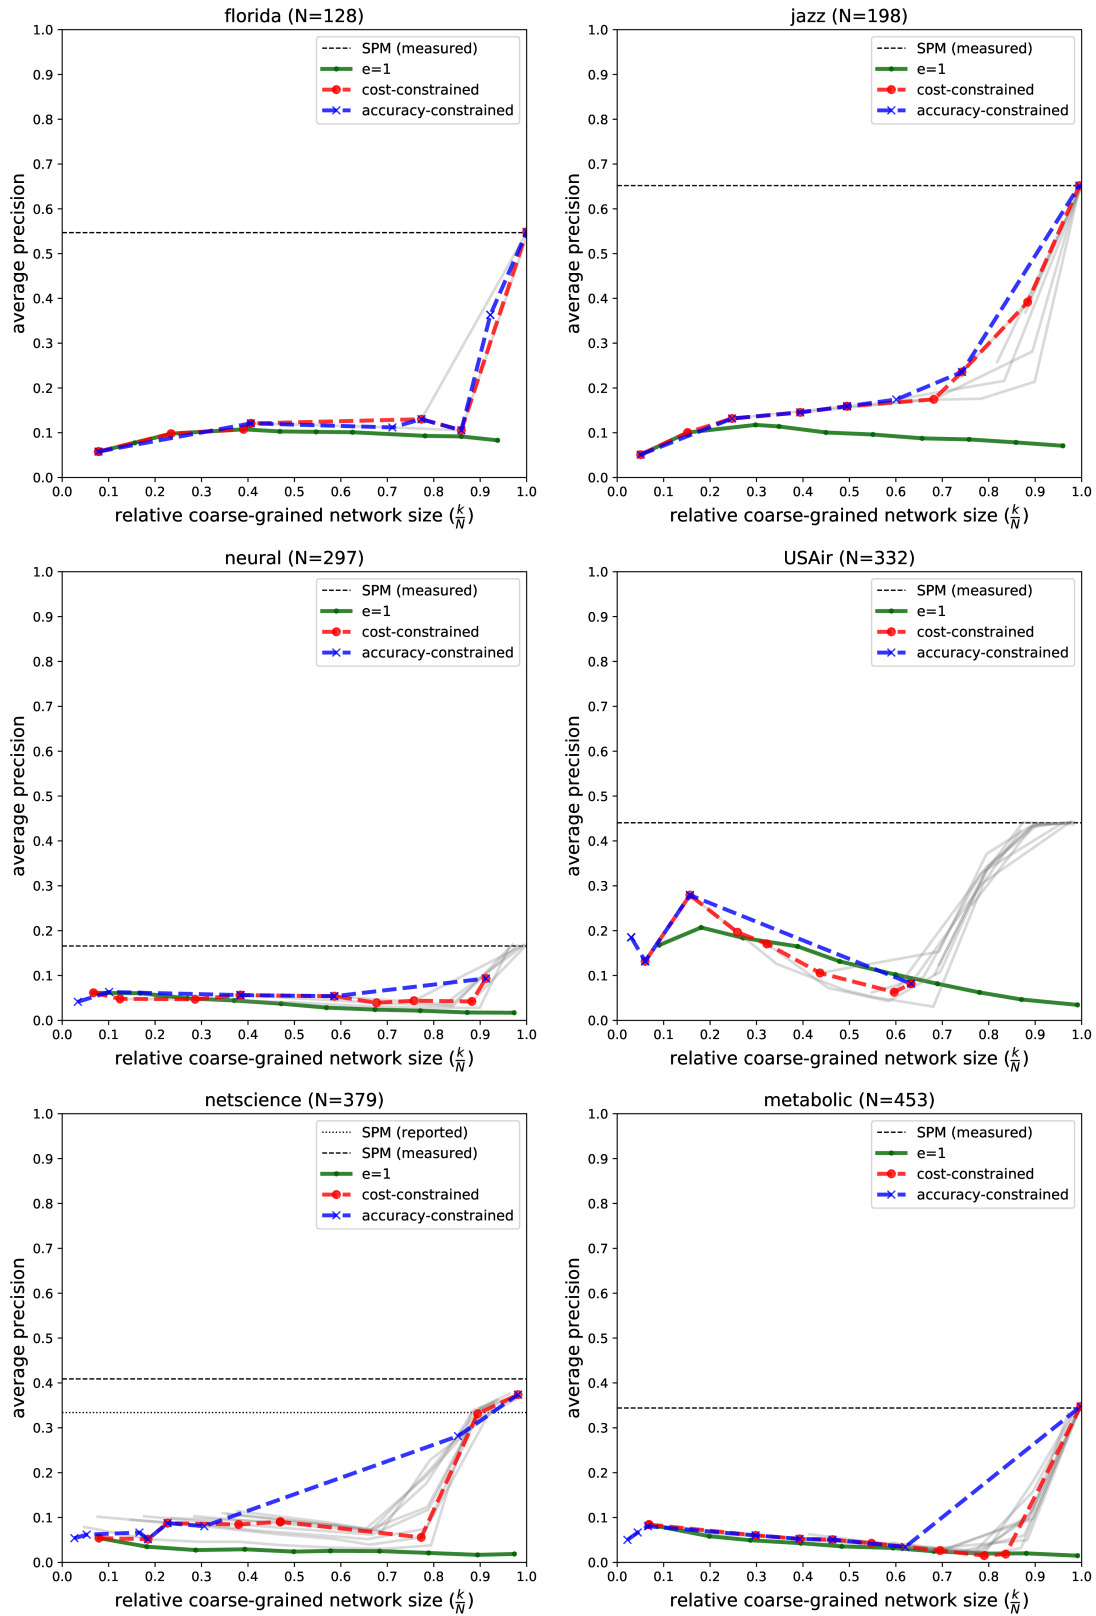 florida (N=128)
1.0
0.9
0.8
0.7
0.6
0.5
0.4
0.3
0.2
0.1
0.0
average precision
SPM (measured)
e=1
cost-constrained
accuracy-constrained
0.0 0.1 0.2 0.3 0.4 0.5 0.6 0.7 0.8 0.9 1.0
relative coarse-grained network size (k/N)
jazz (N=198)
1.0
0.9
0.8
0.7
0.6
0.5
0.4
0.3
0.2
0.1
0.0
average precision
SPM (measured)
e=1
cost-constrained
accuracy-constrained
0.0 0.1 0.2 0.3 0.4 0.5 0.6 0.7 0.8 0.9 1.0
relative coarse-grained network size (k/N)
neural (N=297)
1.0
0.9
0.8
0.7
0.6
0.5
0.4
0.3
0.2
0.1
0.0
average precision
SPM (measured)
e=1
cost-constrained
accuracy-constrained
0.0 0.1 0.2 0.3 0.4 0.5 0.6 0.7 0.8 0.9 1.0
relative coarse-grained network size (k/N)
USAir (N=332)
1.0
0.9
0.8
0.7
0.6
0.5
0.4
0.3
0.2
0.1
0.0
average precision
SPM (measured)
e=1
cost-constrained
accuracy-constrained
0.0 0.1 0.2 0.3 0.4 0.5 0.6 0.7 0.8 0.9 1.0
relative coarse-grained network size (k/N)
netscience (N=379)
1.0
0.9
0.8
0.7
0.6
0.5
0.4
0.3
0.2
0.1
0.0
average precision
SPM (reported)
SPM (measured)
e=1
cost-constrained
accuracy-constrained
0.0 0.1 0.2 0.3 0.4 0.5 0.6 0.7 0.8 0.9 1.0
relative coarse-grained network size (k/N)
metabolic (N=453)
1.0
0.9
0.8
0.7
0.6
0.5
0.4
0.3
0.2
0.1
0.0
average precision
SPM (measured)
e=1
cost-constrained
accuracy-constrained
0.0 0.1 0.2 0.3 0.4 0.5 0.6 0.7 0.8 0.9 1.0
relative coarse-grained network size (k/N)